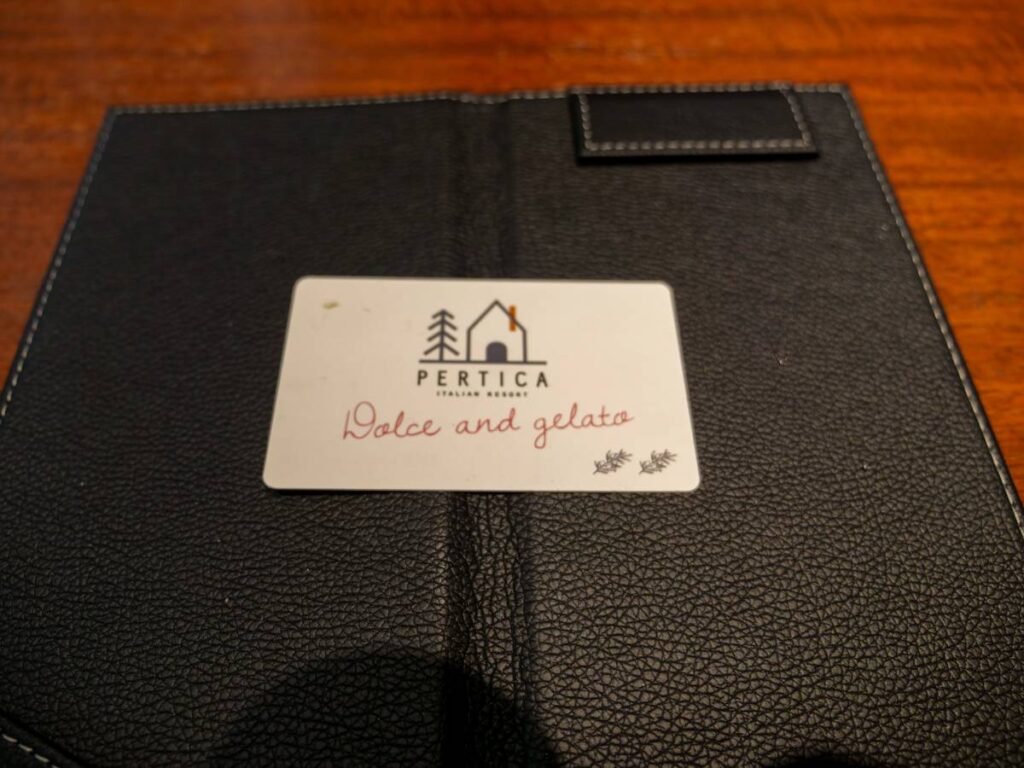 PERTICA
ITALIAN RESORT
Dolce and gelato